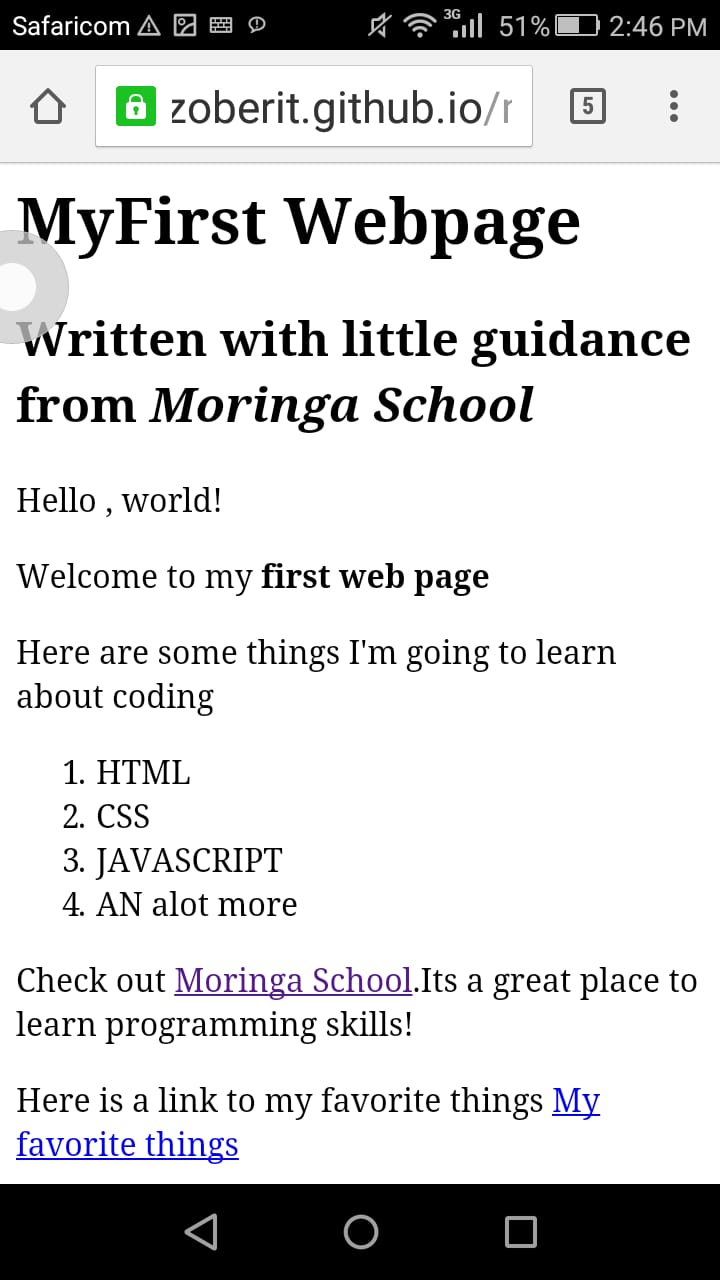 Safaricom 3G 51% 2:46 PM
zoberit.github.io/r 5
MyFirst Webpage
Written with little guidance
from Moringa School
Hello , world!
Welcome to my first web page
Here are some things I'm going to learn
about coding
1. HTML
2. CSS
3. JAVASCRIPT
4. AN alot more
Check out Moringa School.Its a great place to
learn programming skills!
Here is a link to my favorite things My
favorite things